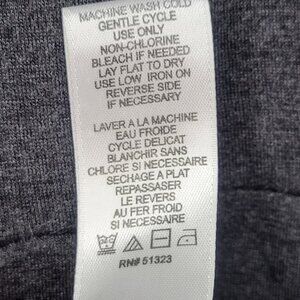 MACHINE WASH COLD
GENTLE CYCLE
USE ONLY
NON-CHLORINE
BLEACH IF NEEDED
LAY FLAT TO DRY
USE LOW IRON ON
REVERSE SIDE
IF NECESSARY
LAVER A LA MACHINE
EAU FROIDE
CYCLE DELICAT
BLANCHIR SANS
CHLORE SI NECESSAIRE
SECHAGE A PLAT
REPASSAGER
LE REVERS
AU FER FROID
SI NECESSAIRE
RN# 51323